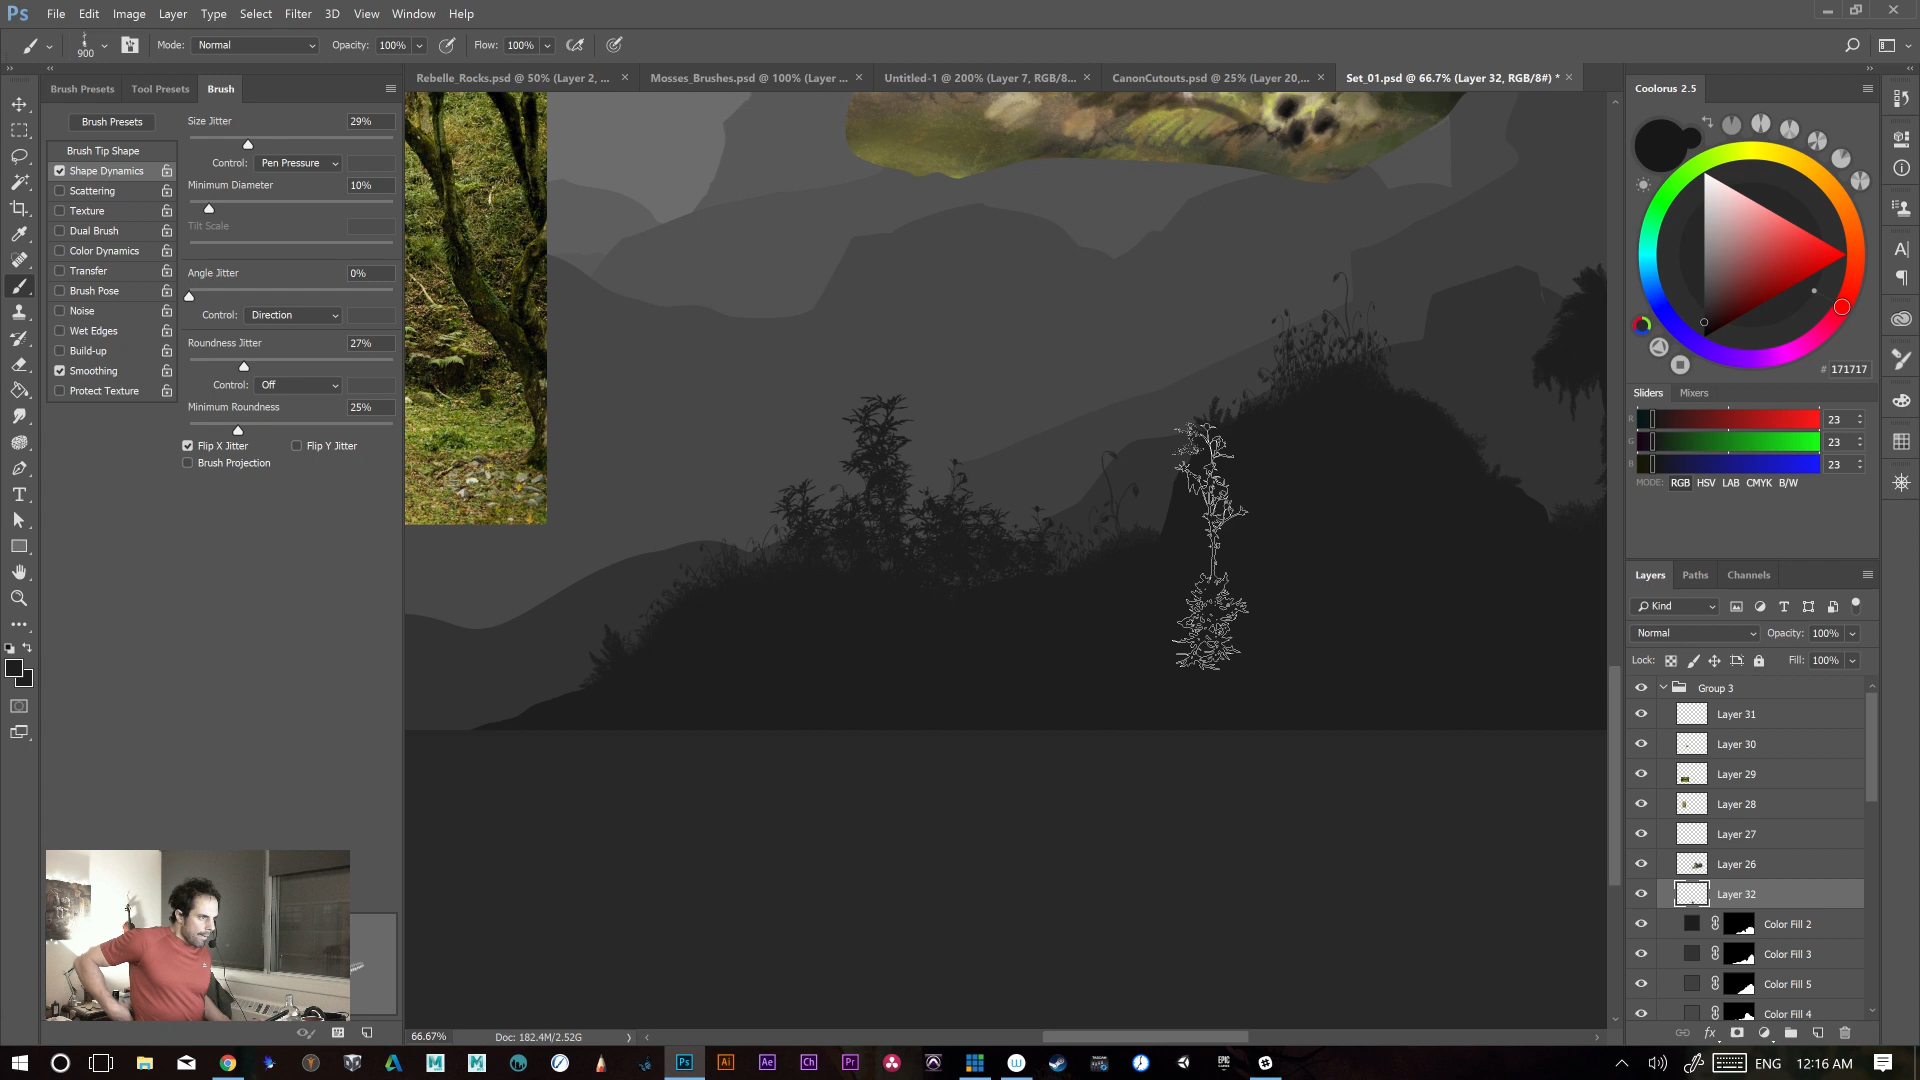 Ps File Edit Image Layer Type Select Filter 3D View Window Help
900 Mode: Normal Opacity: 100% Flow: 100%
Rebelle_Rocks.psd @ 50% (Layer 2, ... Mosses_Brushes.psd @ 100% (Layer ... Untitled-1 @ 200% (Layer 7, RGB/8... CanonCutouts.psd @ 25% (Layer 20,... Set_01.psd @ 66.7% (Layer 32, RGB/8#) *
Brush Presets Tool Presets Brush
Brush Presets
Brush Tip Shape
Shape Dynamics
Scattering
Texture
Dual Brush
Color Dynamics
Transfer
Brush Pose
Noise
Wet Edges
Build-up
Smoothing
Protect Texture
Size Jitter 29%
Control: Pen Pressure
Minimum Diameter 10%
Tilt Scale
Angle Jitter 0%
Control: Direction
Roundness Jitter 27%
Control: Off
Minimum Roundness 25%
Flip X Jitter Flip Y Jitter
Brush Projection
Coolorus 2.5
# 171717
Sliders Mixers
R 23
G 23
B 23
MODE: RGB HSV LAB CMYK B/W
Layers Paths Channels
Kind T
Normal Opacity: 100%
Lock: Fill: 100%
Group 3
Layer 31
Layer 30
Layer 29
Layer 28
Layer 27
Layer 26
Layer 32
Color Fill 2
Color Fill 3
Color Fill 5
Color Fill 4
fx
66.67% Doc: 182.4M/2.52G
Ps Ai Ae Ch Pr
ENG 12:16 AM